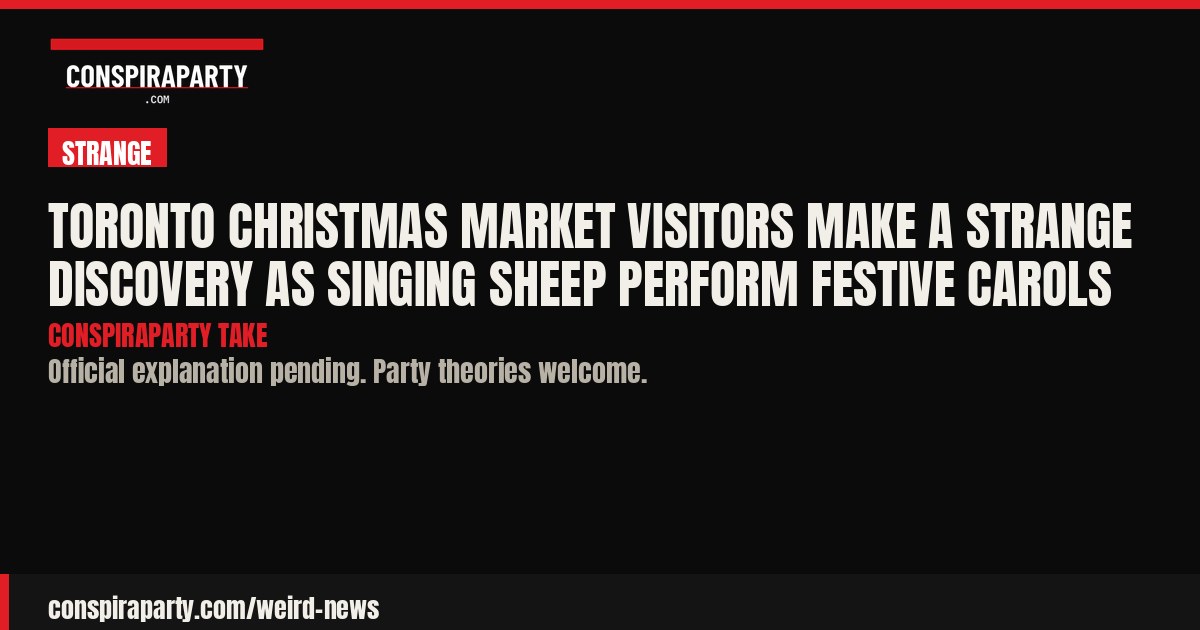 CONSPIRAPARTY
.COM
STRANGE
TORONTO CHRISTMAS MARKET VISITORS MAKE A STRANGE
DISCOVERY AS SINGING SHEEP PERFORM FESTIVE CAROLS
CONSPIRAPARTY TAKE
Official explanation pending. Party theories welcome.
conspiraparty.com/weird-news